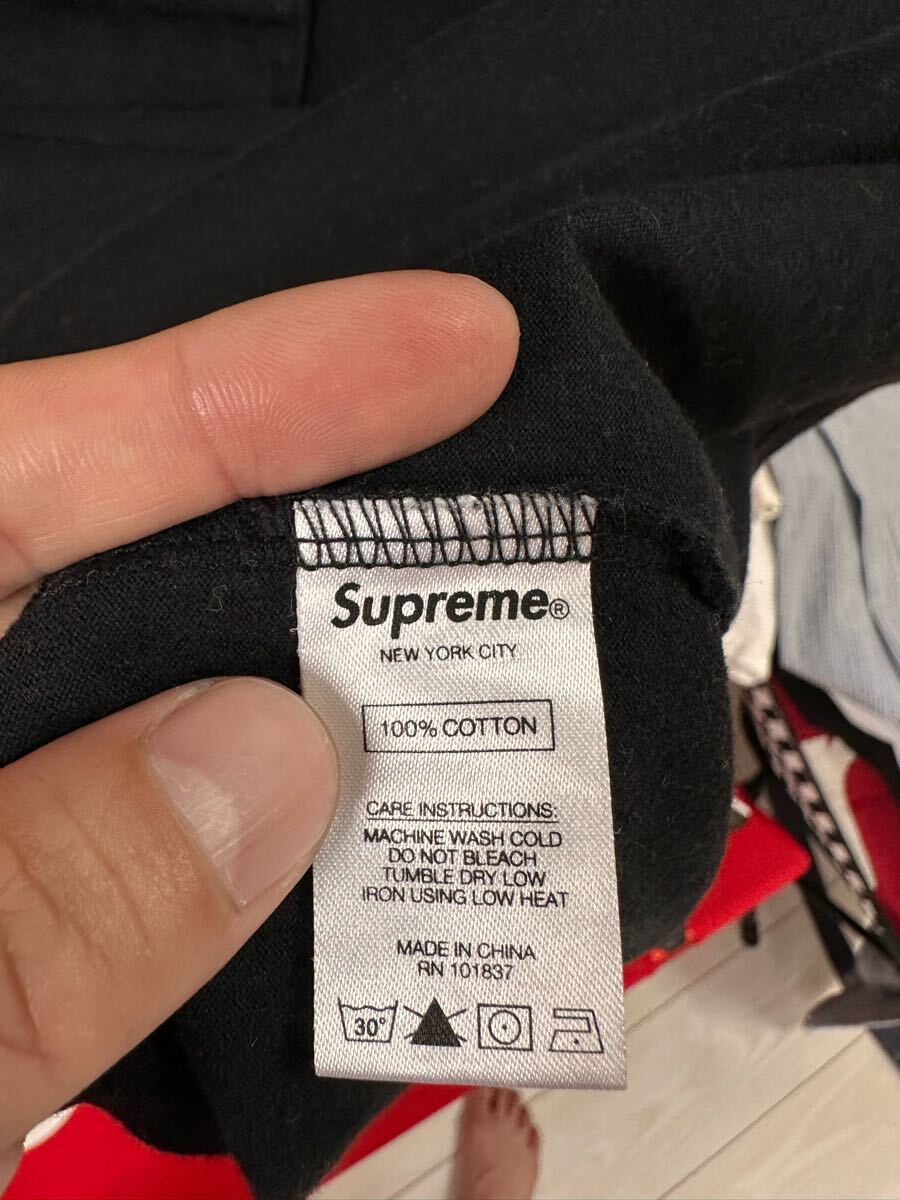 Supreme®
NEW YORK CITY
100% COTTON
CARE INSTRUCTIONS:
MACHINE WASH COLD
DO NOT BLEACH
TUMBLE DRY LOW
IRON USING LOW HEAT
MADE IN CHINA
RN 101837
30°